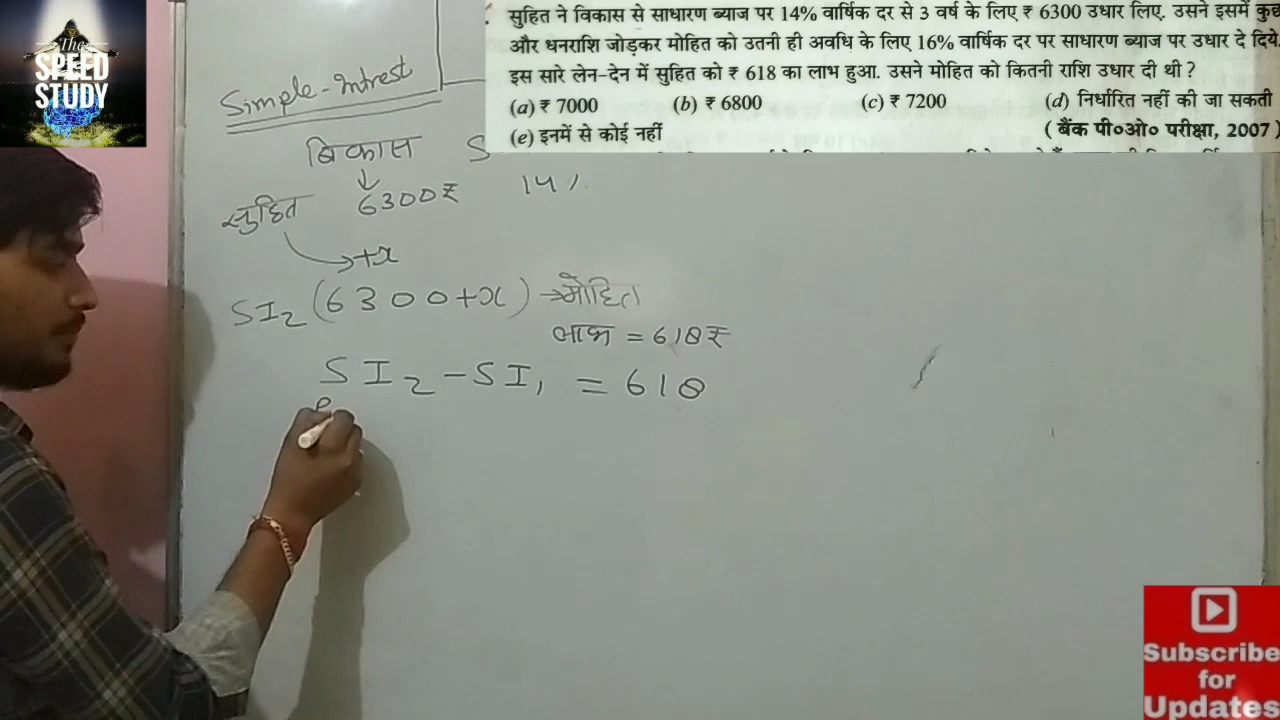 The
SPEED
STUDY
सुहित ने विकास से साधारण ब्याज पर 14% वार्षिक दर से 3 वर्ष के लिए ₹ 6300 उधार लिए. उसने इसमें कुछ
और धनराशि जोड़कर मोहित को उतनी ही अवधि के लिए 16% वार्षिक दर पर साधारण ब्याज पर उधार दे दिये.
इस सारे लेन-देन में सुहित को ₹ 618 का लाभ हुआ. उसने मोहित को कितनी राशि उधार दी थी ?
(a) ₹ 7000 (b) ₹ 6800 (c) ₹ 7200 (d) निर्धारित नहीं की जा सकती
(e) इनमें से कोई नहीं (बैंक पी०ओ० परीक्षा, 2007)
Simple-Intrest
बिकास S
सुहित 6300₹ 14%
+x
SI₂ (6300+x) → मोहित
लाभ = 618₹
SI₂ - SI₁ = 618
P
Subscribe
for
Updates